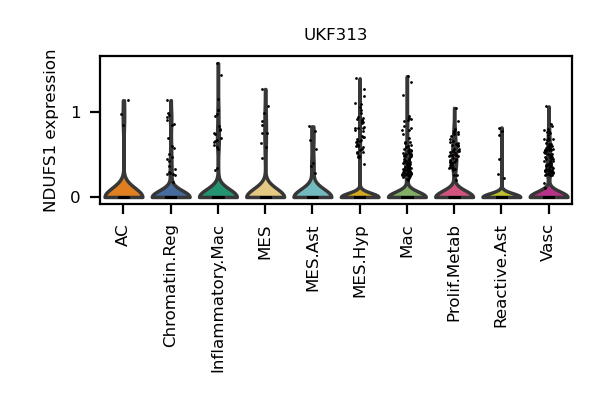 UKF313
NDUFS1 expression
1
0
AC
Chromatin.Reg
Inflammatory.Mac
MES
MES.Ast
MES.Hyp
Mac
Prolif.Metab
Reactive.Ast
Vasc